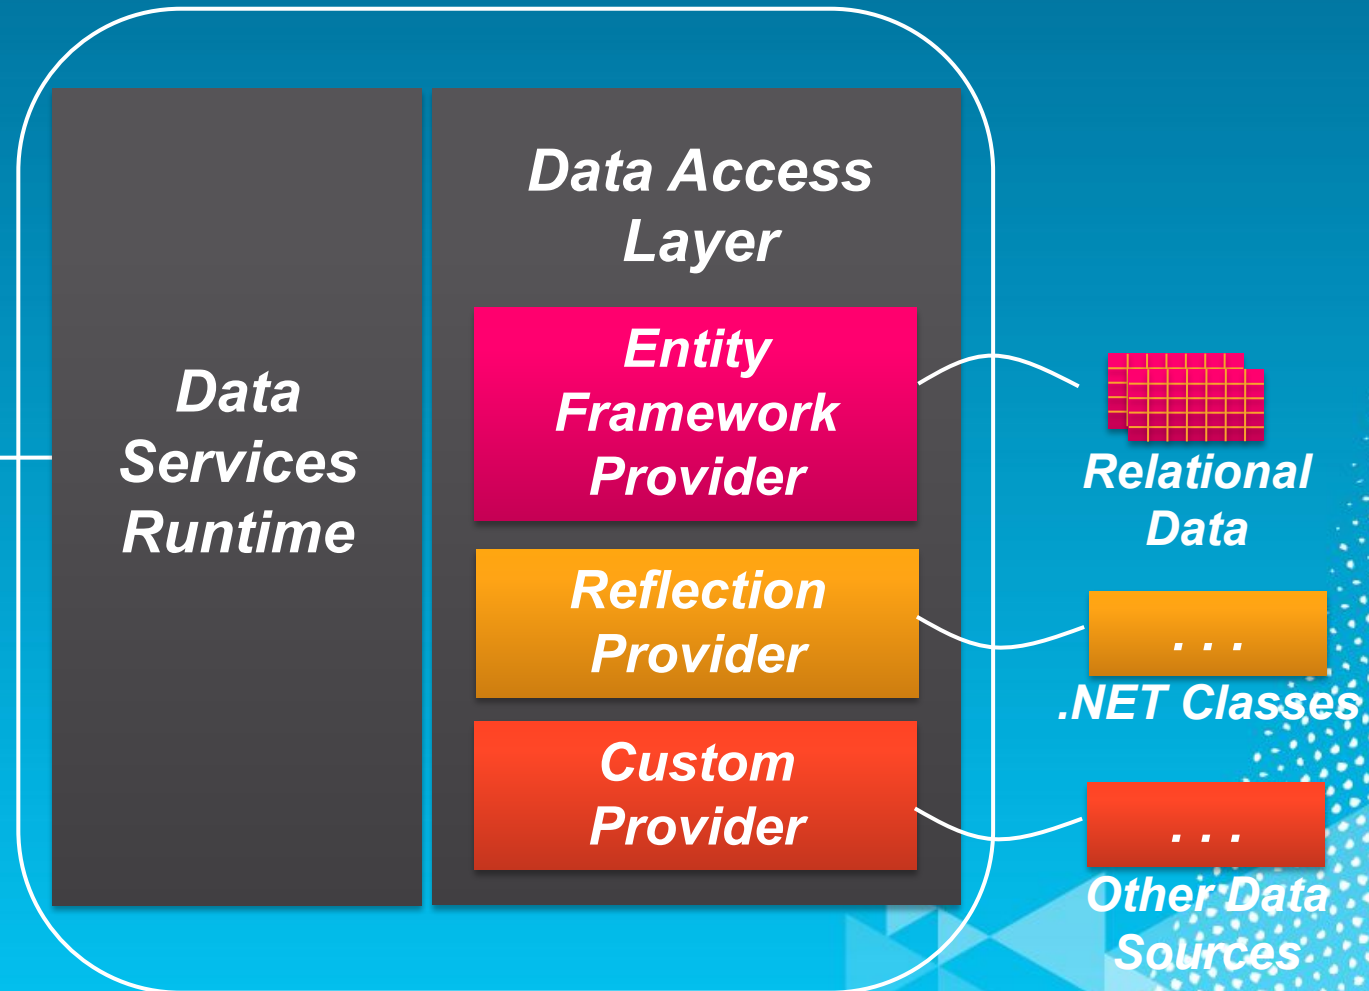 Data
Services
Runtime
Data Access
Layer
Entity
Framework
Provider
Reflection
Provider
Custom
Provider
Relational
Data
. . .
.NET Classes
. . .
Other Data
Sources